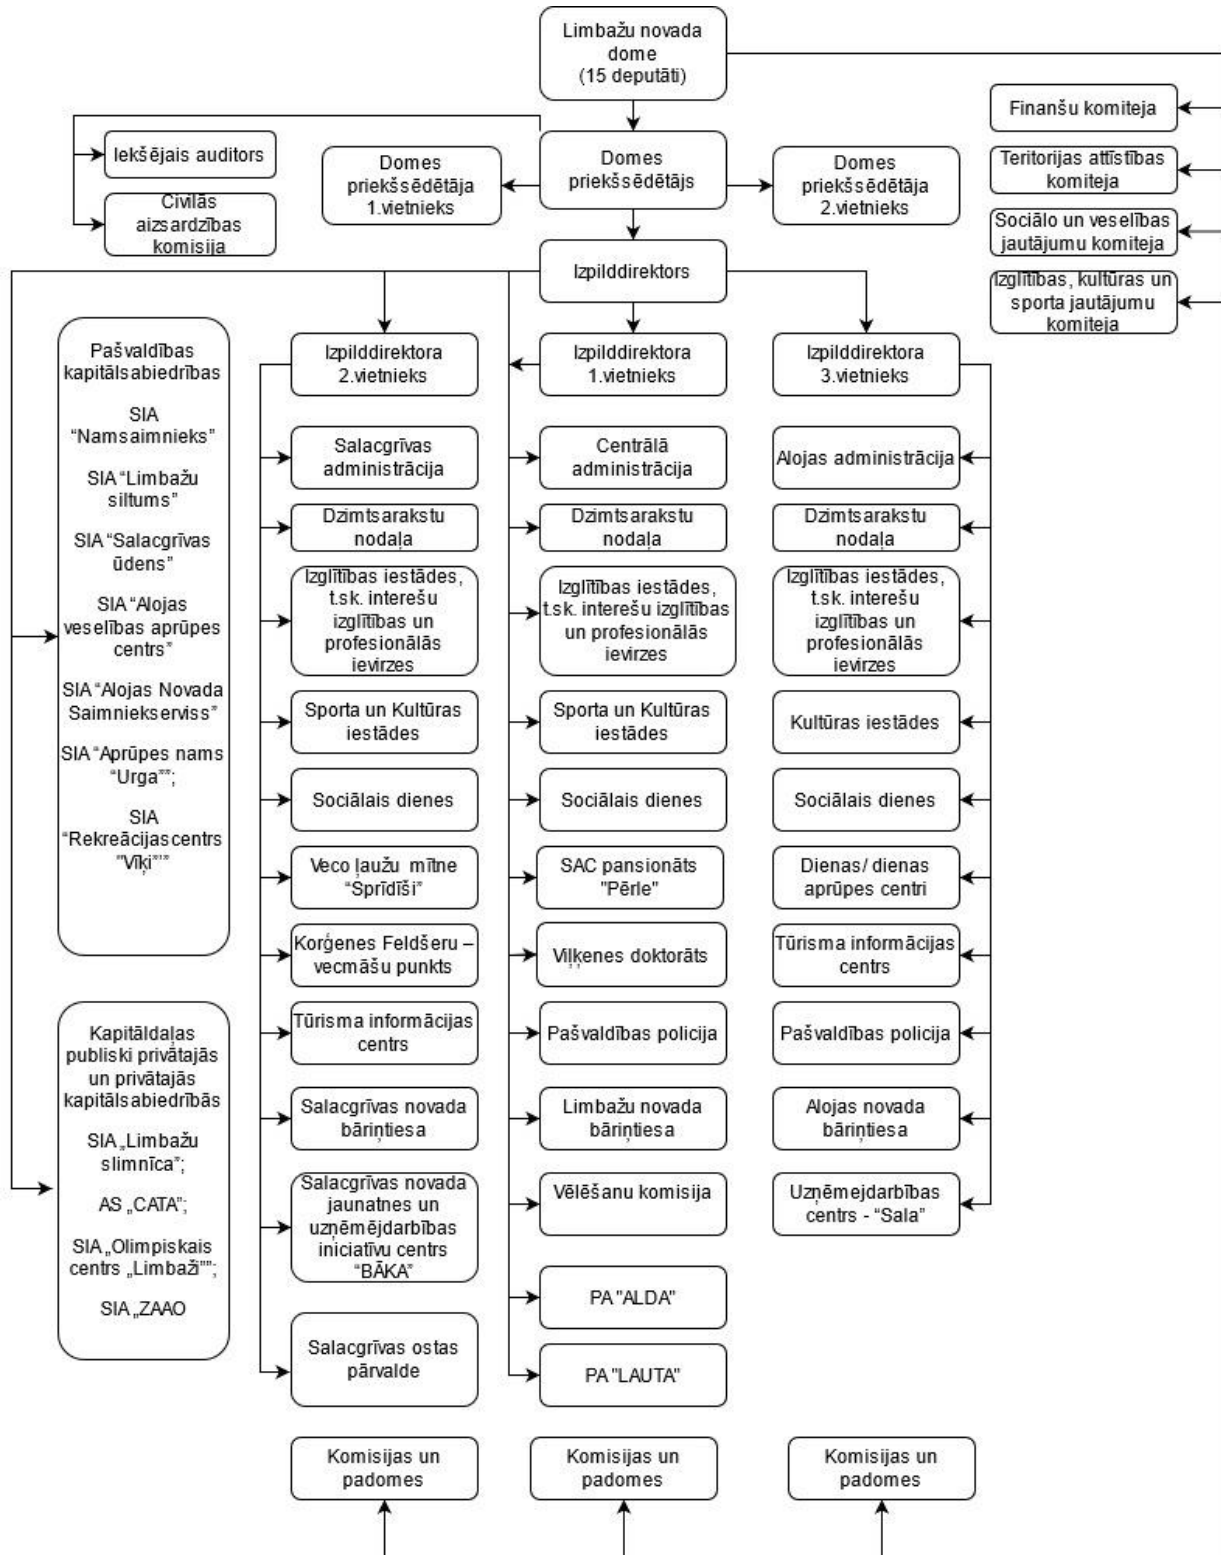 Limbažu novada
dome
(15 deputāti)
Finanšu komiteja
Teritorijas attīstības
komiteja
Sociālo un veselības
jautājumu komiteja
Izglītības, kultūras un
sporta jautājumu
komiteja
Iekšējais auditors
Civilās
aizsardzības
komisija
Domes
priekšsēdētāja
1.vietnieks
Domes
priekšsēdētājs
Domes
priekšsēdētāja
2.vietnieks
Izpilddirektors
Pašvaldības
kapitālsabiedrības
SIA
“Namsaimnieks”
SIA “Limbažu
siltums”
SIA “Salacgrīvas
ūdens”
SIA “Alojas
veselības aprūpes
centrs”
SIA “Alojas Novada
Saimniekserviss”
SIA “Aprūpes nams
“Urga””;
SIA
“Rekreācijas centrs
”Vīķi'”
Kapitāldaļas
publiski privātajās
un privātajās
kapitālsabiedrībās
SIA „Limbažu
slimnīca”;
AS „CATA”;
SIA „Olimpiskais
centrs „Limbaži””;
SIA „ZAAO
Izpilddirektora
2.vietnieks
Salacgrīvas
administrācija
Dzimtsarakstu
nodaļa
Izglītības iestādes,
t.sk. interešu
izglītības un
profesionālās
ievirzes
Sporta un Kultūras
iestādes
Sociālais dienes
Veco ļaužu mītne
“Sprīdīši”
Korģenes Feldšeru –
vecmāšu punkts
Tūrisma informācijas
centrs
Salacgrīvas novada
bāriņtiesa
Salacgrīvas novada
jaunatnes un
uzņēmējdarbības
iniciatīvu centrs
“BĀKA”
Salacgrīvas ostas
pārvalde
Komisijas un
padomes
Izpilddirektora
1.vietnieks
Centrālā
administrācija
Dzimtsarakstu
nodaļa
Izglītības iestādes,
t.sk. interešu izglītības
un profesionālās
ievirzes
Sporta un Kultūras
iestādes
Sociālais dienes
SAC pansionāts
"Pērle"
Viļķenes doktorāts
Pašvaldības policija
Limbažu novada
bāriņtiesa
Vēlēšanu komisija
PA "ALDA"
PA "LAUTA"
Komisijas un
padomes
Izpilddirektora
3.vietnieks
Alojas administrācija
Dzimtsarakstu
nodaļa
Izglītības iestādes,
t.sk. interešu
izglītības un
profesionālās
ievirzes
Kultūras iestādes
Sociālais dienes
Dienas/ dienas
aprūpes centri
Tūrisma informācijas
centrs
Pašvaldības policija
Alojas novada
bāriņtiesa
Uzņēmejdarbības
centrs - “Sala”
Komisijas un
padomes